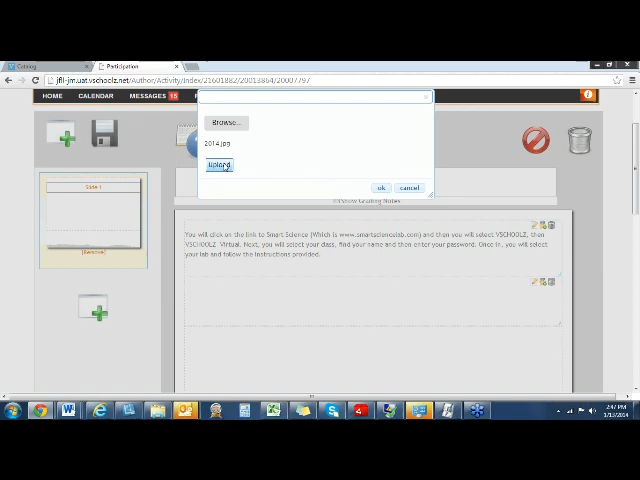 Catalog
Participation
jfll-jm.uat.vschoolz.net/Author/Activity/Index/21601882/20013864/20007797
HOME CALENDAR MESSAGES 15
Browse...
2014.jpg
Upload
ok cancel
Slide 1
[Remove]
Show Grading Notes
You will click on the link to Smart Science (Which is www.smartsciencelab.com) and then you will select VSCHOOLZ, then
VSCHOOLZ Virtual. Next, you will select your class, find your name and then enter your password. Once in, you will select
your lab and follow the instructions provided.
2:47 PM
1/13/2014